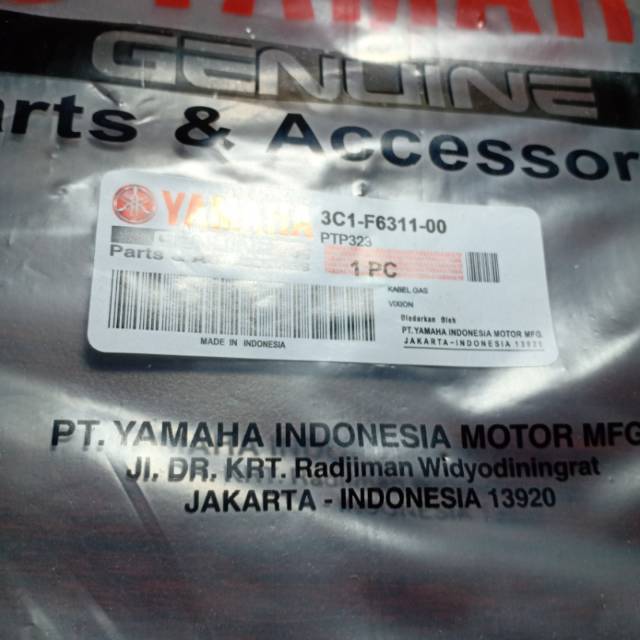 YAMAH
GENUINE
arts & Accessor
YAMAHA 3C1-F6311-00
PTP323
Parts & A
1 PC
KABEL GAS
VIXION
Diedarkan Oleh
PT.YAMAHA INDONESIA MOTOR MFG.
JAKARTA-INDONESIA 13920
MADE IN INDONESIA
PT. YAMAHA INDONESIA MOTOR MFG
Jl. DR. KRT. Radjiman Widyodiningrat
JAKARTA - INDONESIA 13920